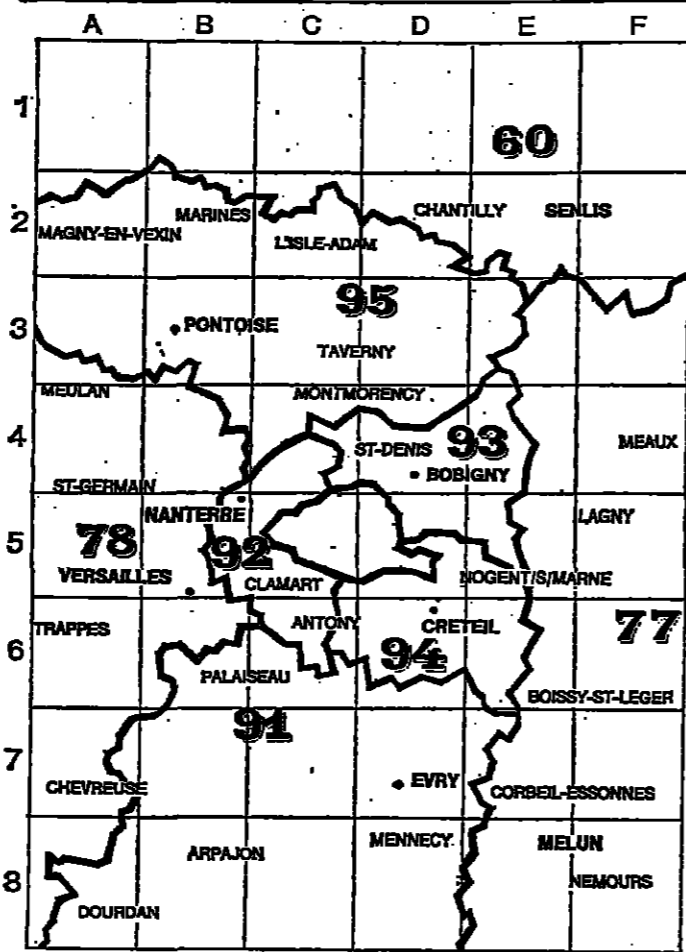 A B C D E F
1
60
2
MARINES CHANTILLY SENLIS
MAGNY-EN-VEXIN L'ISLE-ADAM
95
3
PONTOISE
TAVERNY
MEULAN MONTMORENCY
4
ST-DENIS 93 MEAUX
BOBIGNY
ST-GERMAIN
NANTERRE LAGNY
5
78 92
VERSAILLES CLAMART NOGENT/S/MARNE
TRAPPES ANTONY CRETEIL 77
6
94
PALAISEAU BOISSY-ST-LEGER
91
7
CHEVREUSE EVRY CORBEIL-ESSONNES
ARPAJON MENNECY MELUN
8
NEMOURS
DOURDAN